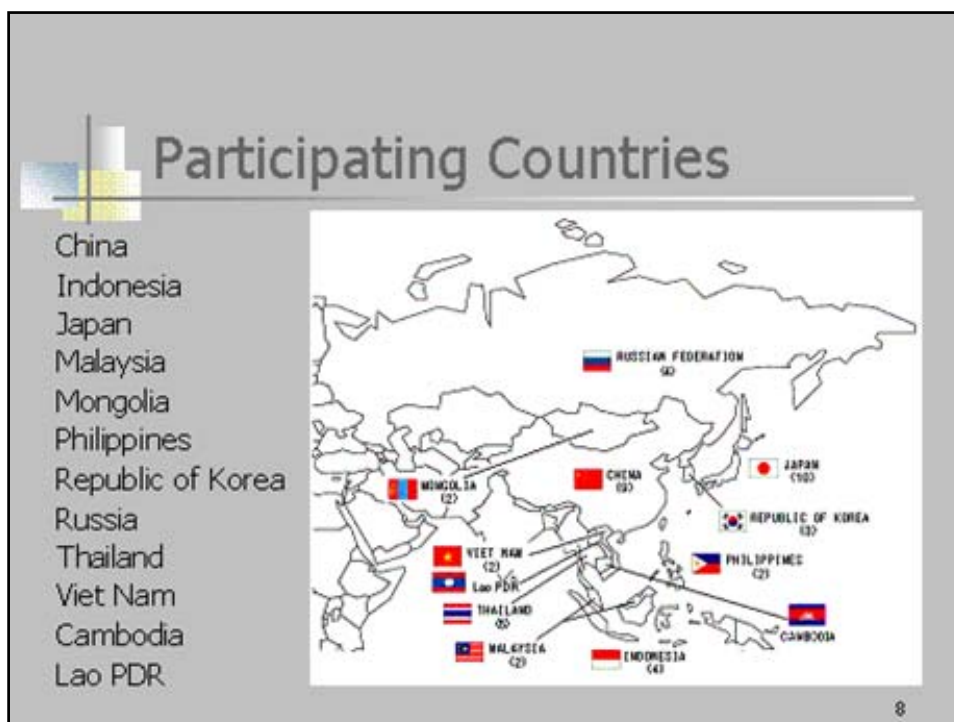 Participating Countries
China
Indonesia
Japan
Malaysia
Mongolia
Philippines
Republic of Korea
Russia
Thailand
Viet Nam
Cambodia
Lao PDR
RUSSIAN FEDERATION
MONGOLIA
(2)
CHINA
JAPAN
(10)
REPUBLIC OF KOREA
(3)
VIET NAM
(2)
PHILIPPINES
(2)
Lao PDR
THAILAND
CAMBODIA
MALAYSIA
(2)
INDONESIA
(4)
8